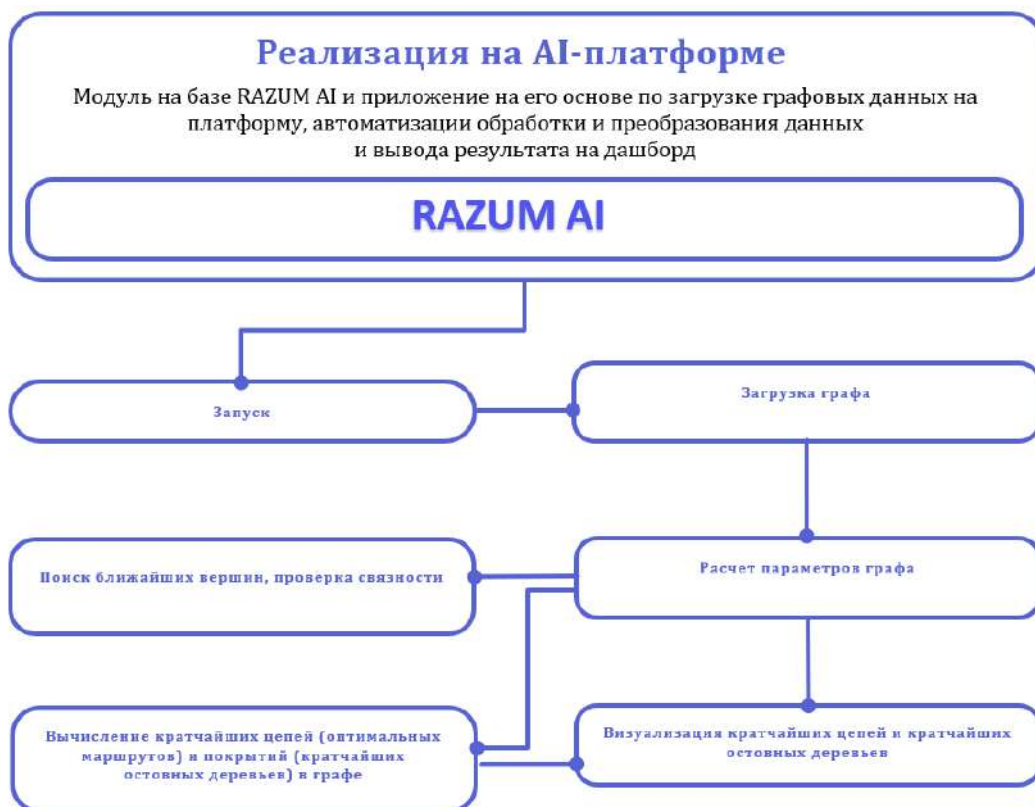 Реализация на AI-платформе
Модуль на базе RAZUM AI и приложение на его основе по загрузке графовых данных на
платформу, автоматизации обработки и преобразования данных
и вывода результата на дашборд
RAZUM AI
Запуск
Загрузка графа
Поиск ближайших вершин, проверка связности
Расчет параметров графа
Вычисление кратчайших цепей (оптимальных
маршрутов) и покрытий (кратчайших
остовных деревьев) в графе
Визуализация кратчайших цепей и кратчайших
остовных деревьев